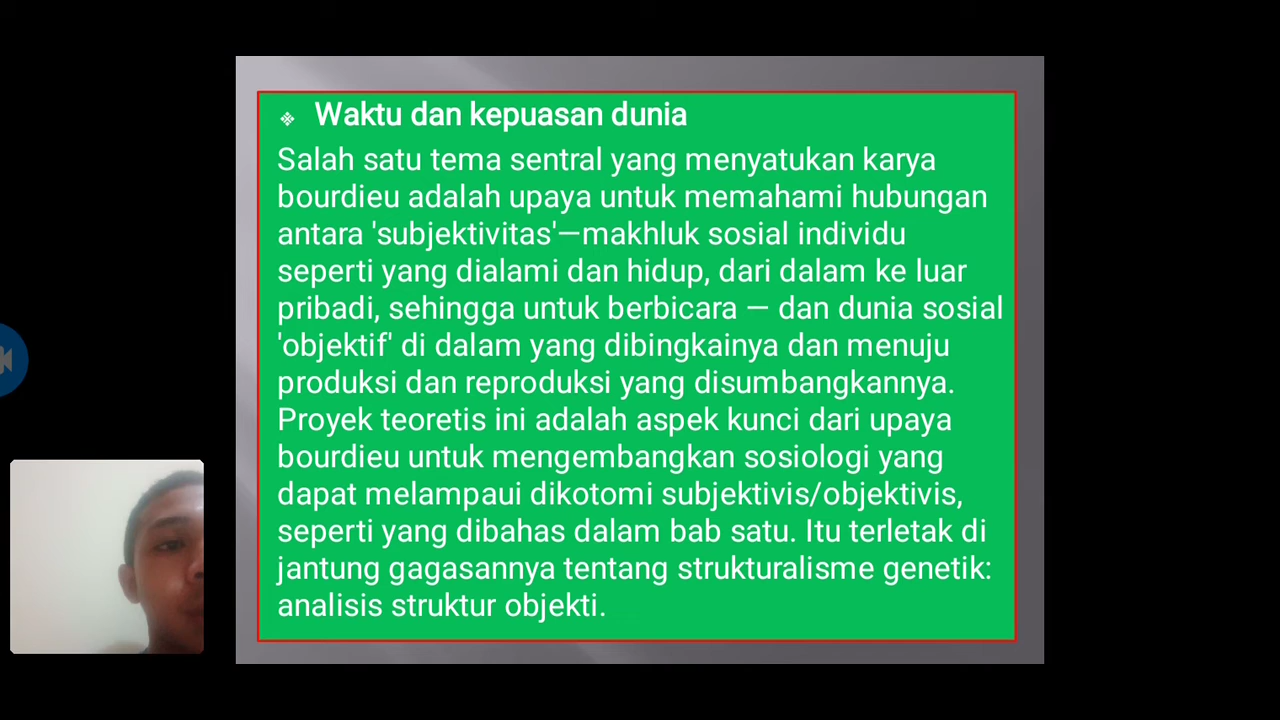 Waktu dan kepuasan dunia
Salah satu tema sentral yang menyatukan karya
bourdieu adalah upaya untuk memahami hubungan
antara 'subjektivitas'—makhluk sosial individu
seperti yang dialami dan hidup, dari dalam ke luar
pribadi, sehingga untuk berbicara — dan dunia sosial
'objektif' di dalam yang dibingkainya dan menuju
produksi dan reproduksi yang disumbangkannya.
Proyek teoretis ini adalah aspek kunci dari upaya
bourdieu untuk mengembangkan sosiologi yang
dapat melampaui dikotomi subjektivis/objektivis,
seperti yang dibahas dalam bab satu. Itu terletak di
jantung gagasannya tentang strukturalisme genetik:
analisis struktur objekti.